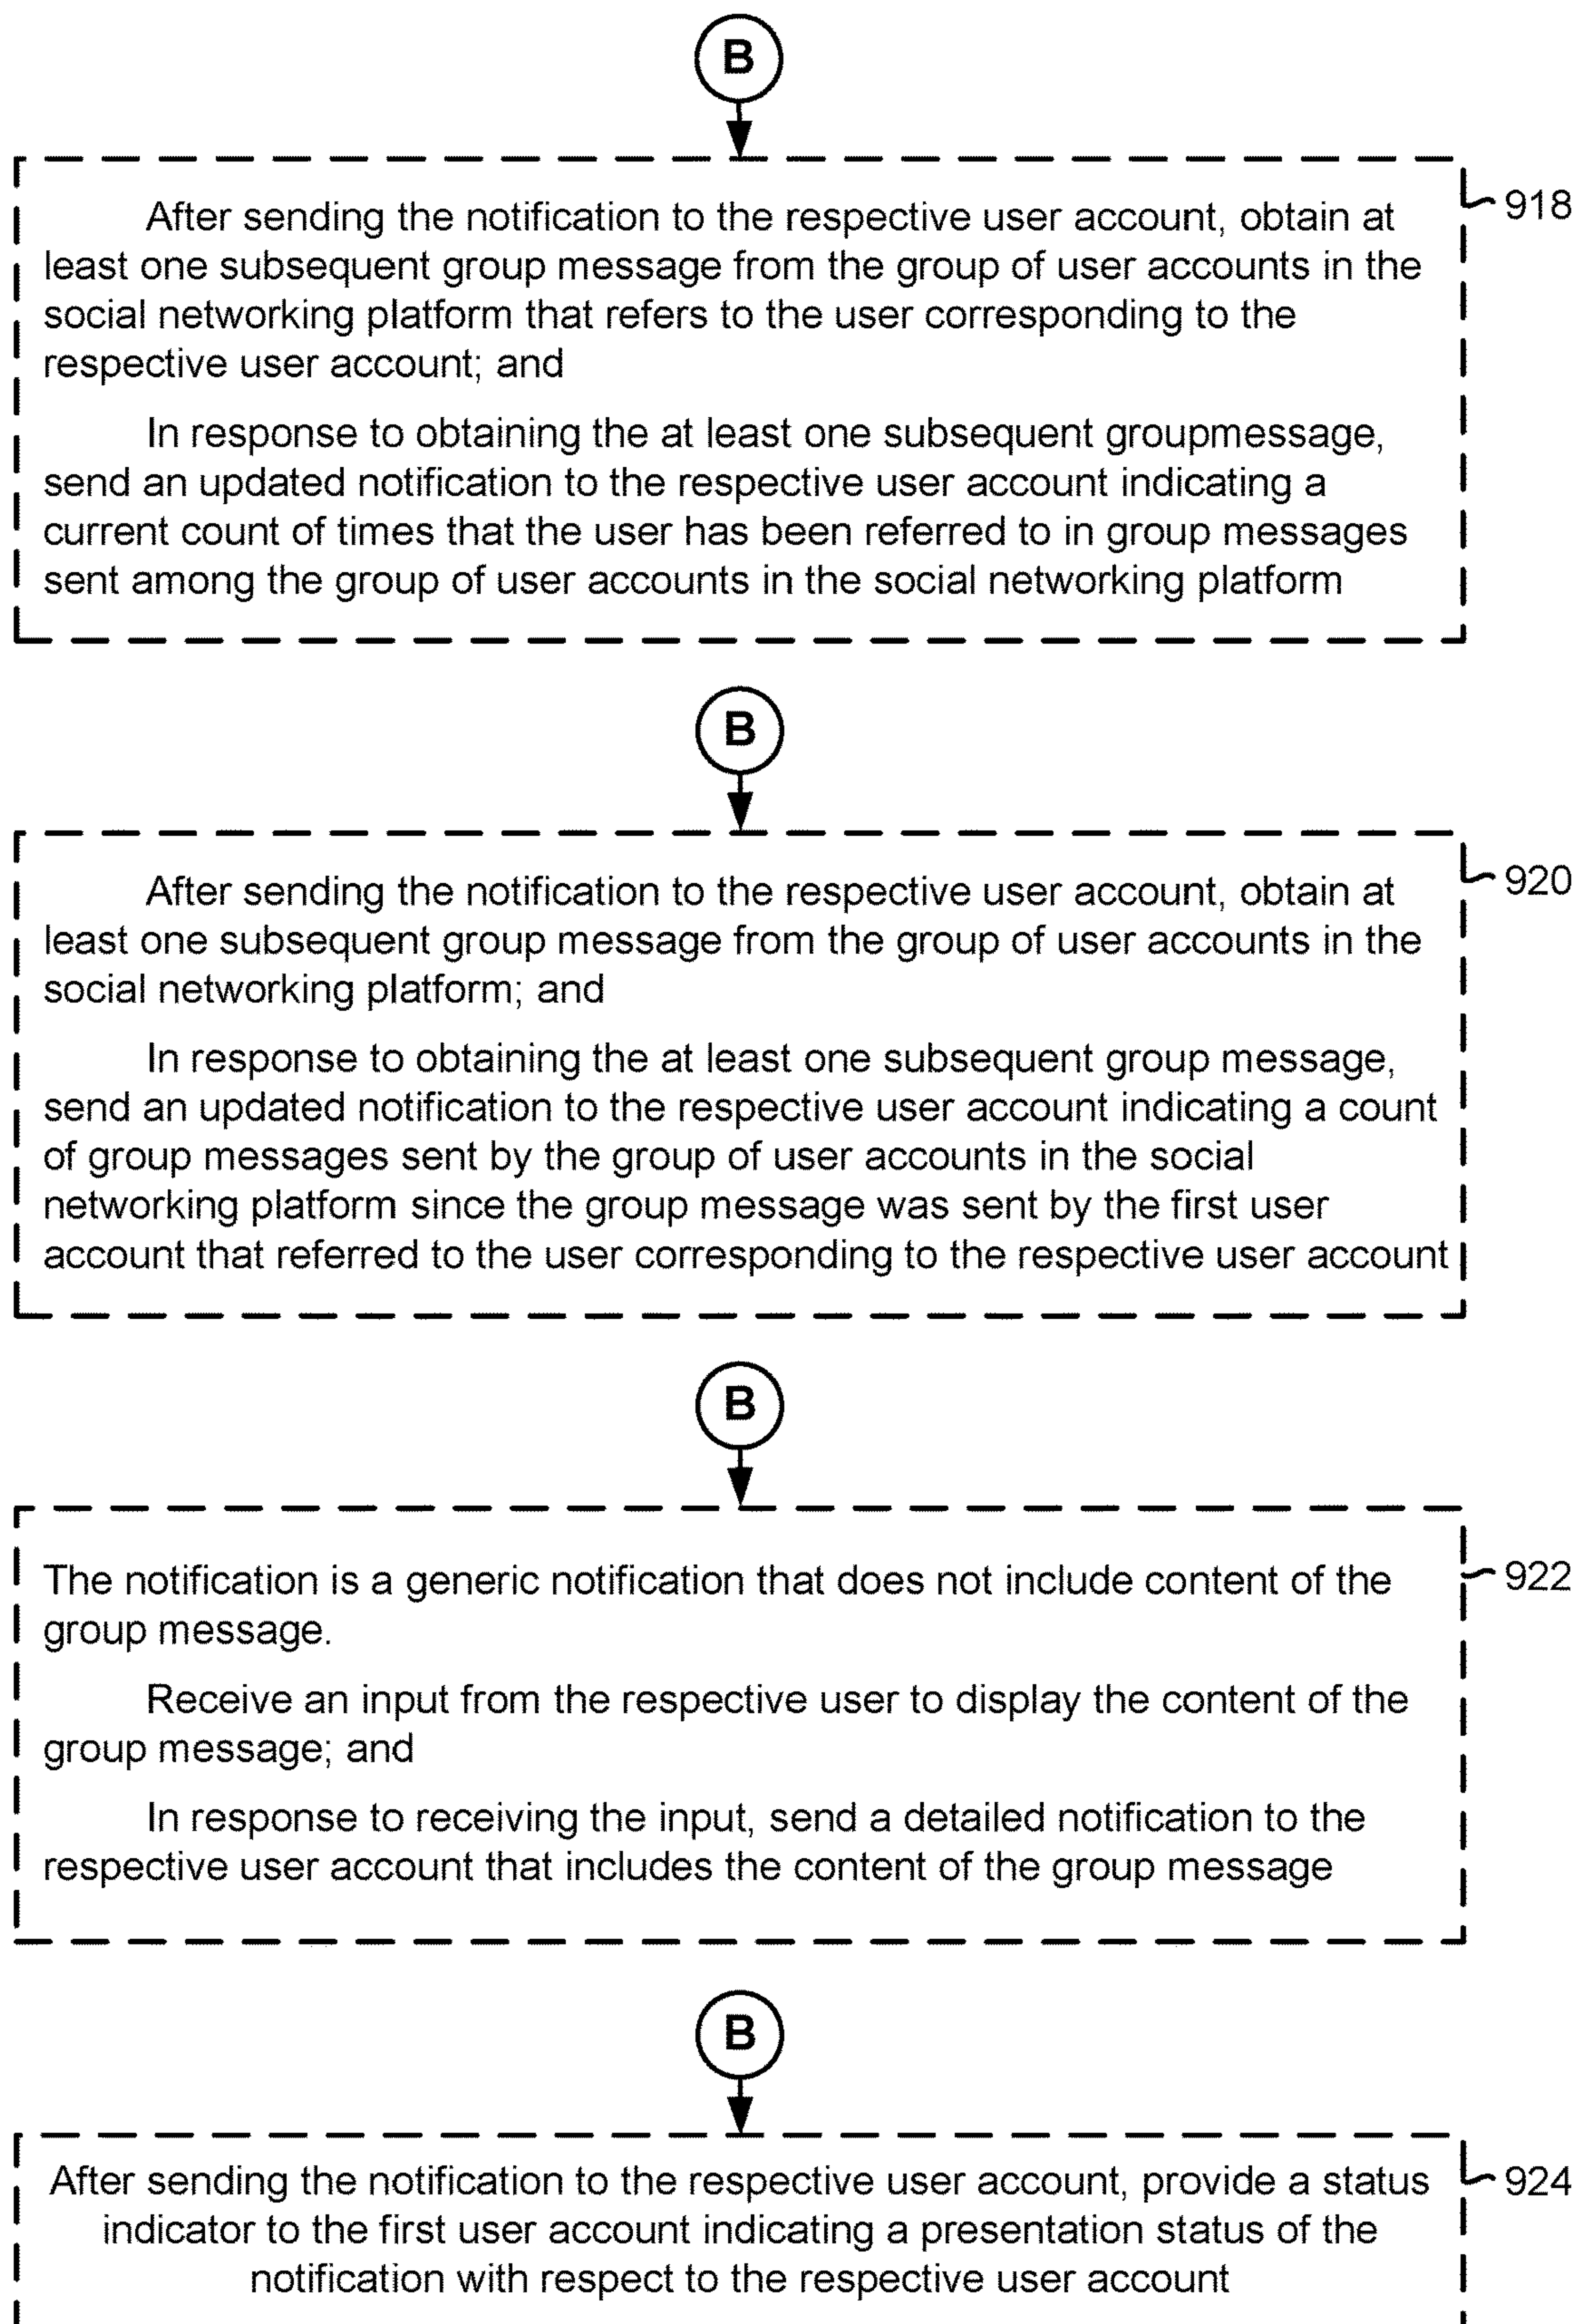 B
918
After sending the notification to the respective user account, obtain at
least one subsequent group message from the group of user accounts in the
social networking platform that refers to the user corresponding to the
respective user account; and
In response to obtaining the at least one subsequent groupmessage,
send an updated notification to the respective user account indicating a
current count of times that the user has been referred to in group messages
sent among the group of user accounts in the social networking platform
B
920
After sending the notification to the respective user account, obtain at
least one subsequent group message from the group of user accounts in the
social networking platform; and
In response to obtaining the at least one subsequent group message,
send an updated notification to the respective user account indicating a count
of group messages sent by the group of user accounts in the social
networking platform since the group message was sent by the first user
account that referred to the user corresponding to the respective user account
B
922
The notification is a generic notification that does not include content of the
group message.
Receive an input from the respective user to display the content of the
group message; and
In response to receiving the input, send a detailed notification to the
respective user account that includes the content of the group message
B
924
After sending the notification to the respective user account, provide a status
indicator to the first user account indicating a presentation status of the
notification with respect to the respective user account